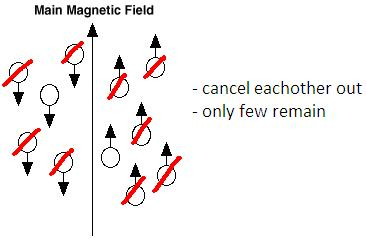 Main Magnetic Field
- cancel eachother out
- only few remain